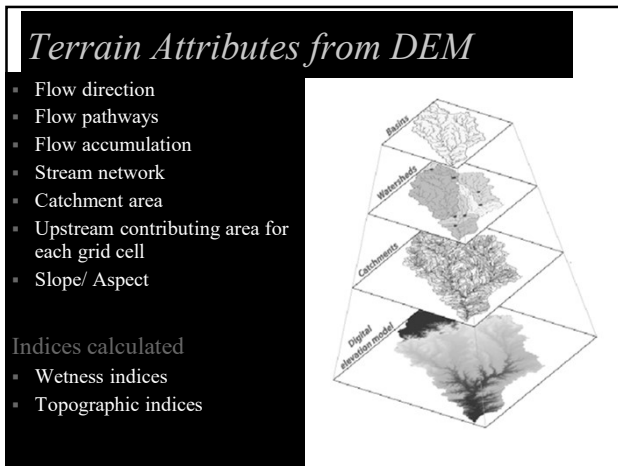 Terrain Attributes from DEM
▪ Flow direction
▪ Flow pathways
▪ Flow accumulation
▪ Stream network
▪ Catchment area
▪ Upstream contributing area for
each grid cell
▪ Slope/ Aspect
Indices calculated
▪ Wetness indices
▪ Topographic indices
Basins
Watersheds
Catchments
Digital
elevation model